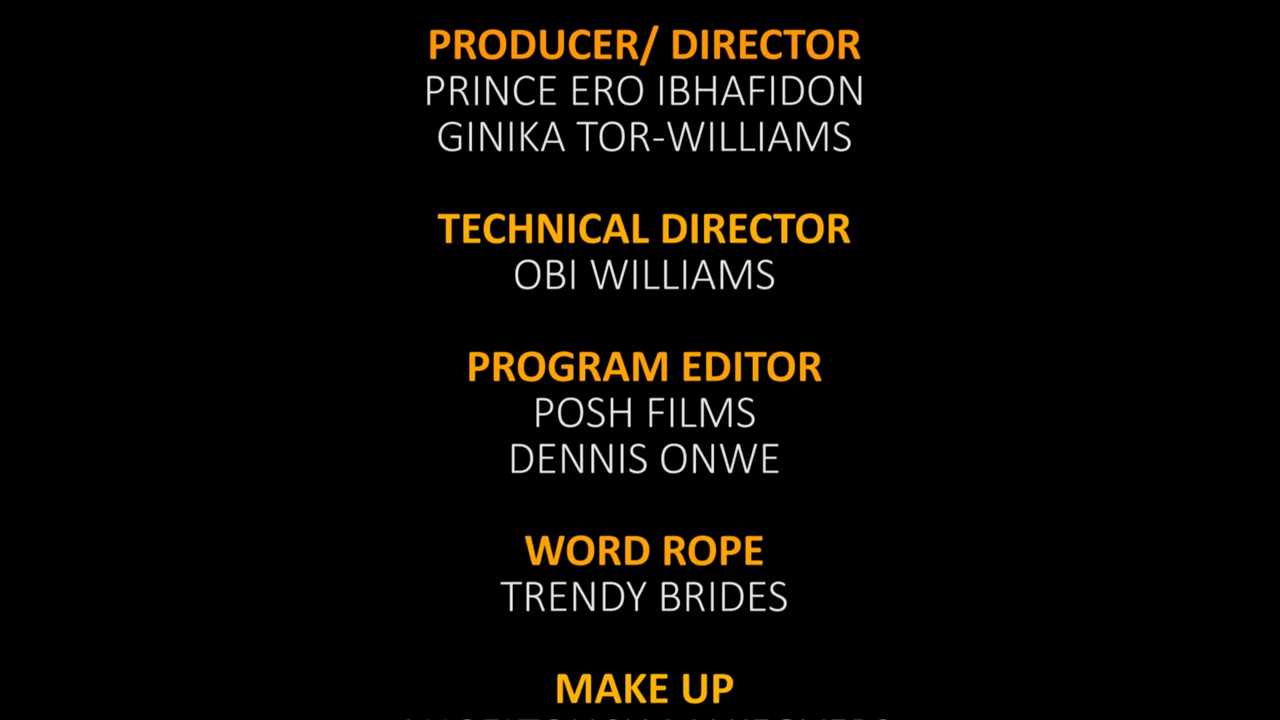 PRODUCER/ DIRECTOR
PRINCE ERO IBHAFIDON
GINIKA TOR-WILLIAMS
TECHNICAL DIRECTOR
OBI WILLIAMS
PROGRAM EDITOR
POSH FILMS
DENNIS ONWE
WORD ROPE
TRENDY BRIDES
MAKE UP